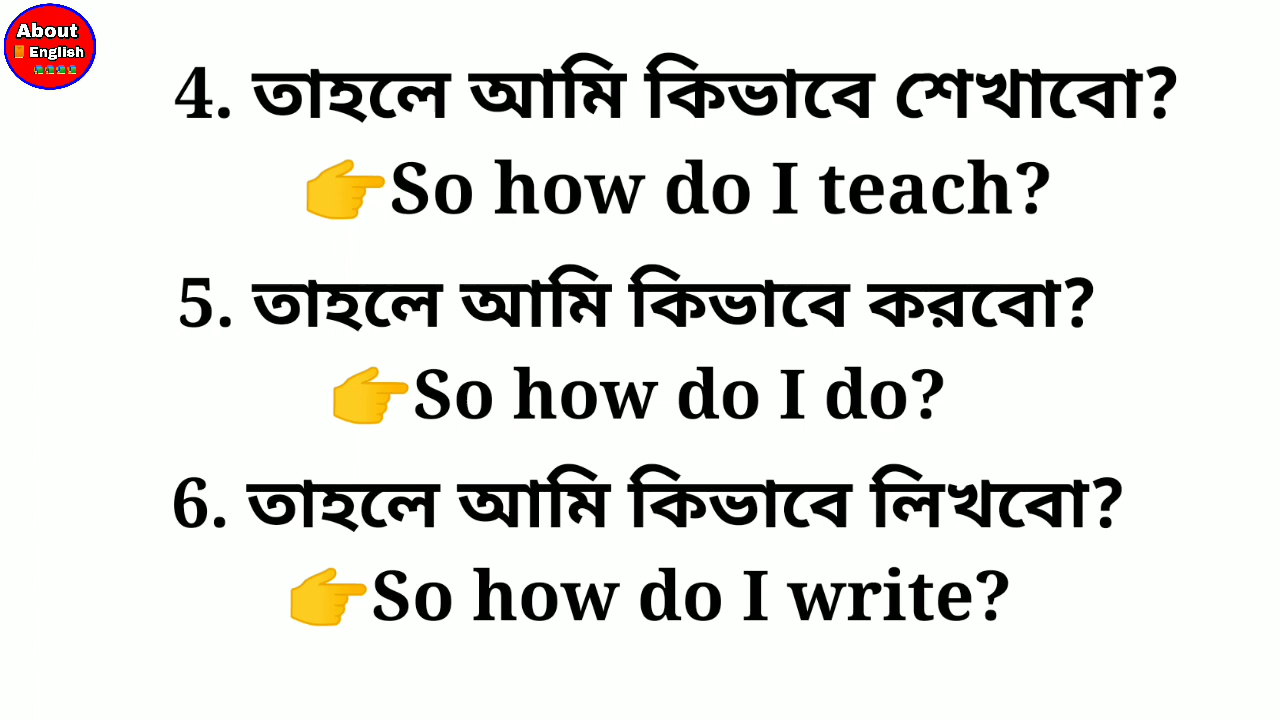 About
English
4. তাহলে আমি কিভাবে শেখাবো?
👉So how do I teach?
5. তাহলে আমি কিভাবে করবো?
👉So how do I do?
6. তাহলে আমি কিভাবে লিখবো?
👉So how do I write?